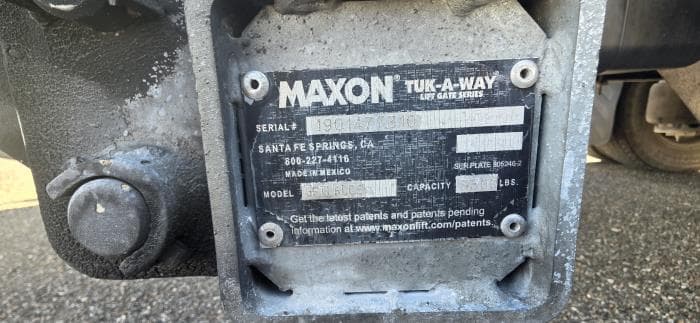 MAXON® TUK-A-WAY®
LIFT GATE SERIES
SERIAL#
SANTA FE SPRINGS, CA
800-227-4116
MADE IN MEXICO
SER PLATE 905246-2
MODEL CAPACITY LBS.
Get the latest patents and patents pending
information at www.maxonlift.com/patents.